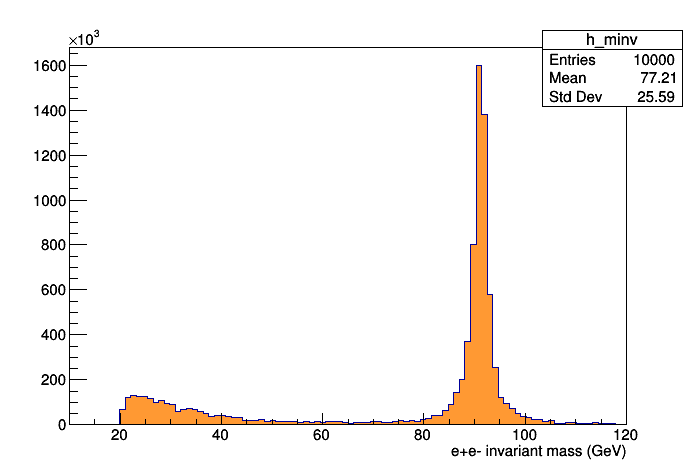 ×10³
h_minv
Entries 10000
Mean 77.21
Std Dev 25.59
1600
1400
1200
1000
800
600
400
200
0
20 40 60 80 100 120
e+e- invariant mass (GeV)